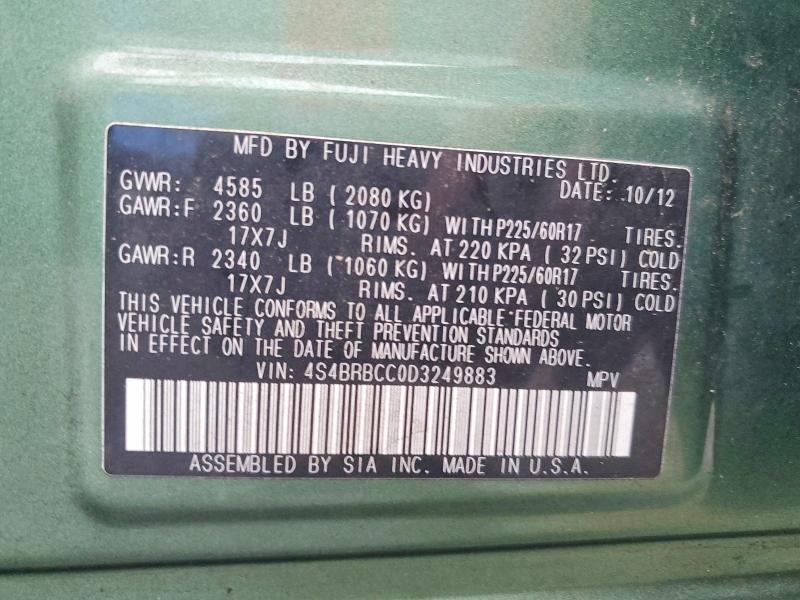 MFD BY FUJI HEAVY INDUSTRIES LTD.
GVWR: 4585 LB (2080 KG) DATE: 10/12
GAWR:F 2360 LB (1070 KG) WITH P225/60R17 TIRES.
17X7J RIMS. AT 220 KPA (32 PSI) COLD
GAWR:R 2340 LB (1060 KG) WITH P225/60R17 TIRES.
17X7J RIMS. AT 210 KPA (30 PSI) COLD
THIS VEHICLE CONFORMS TO ALL APPLICABLE FEDERAL MOTOR
VEHICLE SAFETY AND THEFT PREVENTION STANDARDS
IN EFFECT ON THE DATE OF MANUFACTURE SHOWN ABOVE.
VIN: 4S4BRBCC0D3249883 MPV
ASSEMBLED BY SIA INC. MADE IN U.S.A.